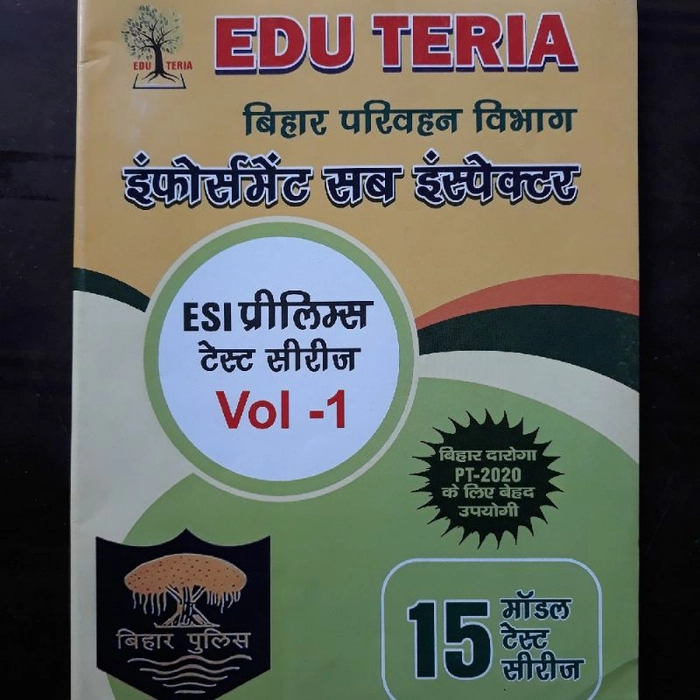 EDU TERIA
EDU TERIA
बिहार परिवहन विभाग
इंफोर्समेंट सब इंस्पेक्टर
ESI प्रीलिम्स
टेस्ट सीरीज
Vol -1
बिहार दारोगा
PT-2020
के लिए बेहद
उपयोगी
बिहार पुलिस
15 मॉडल
टेस्ट
सीरीज